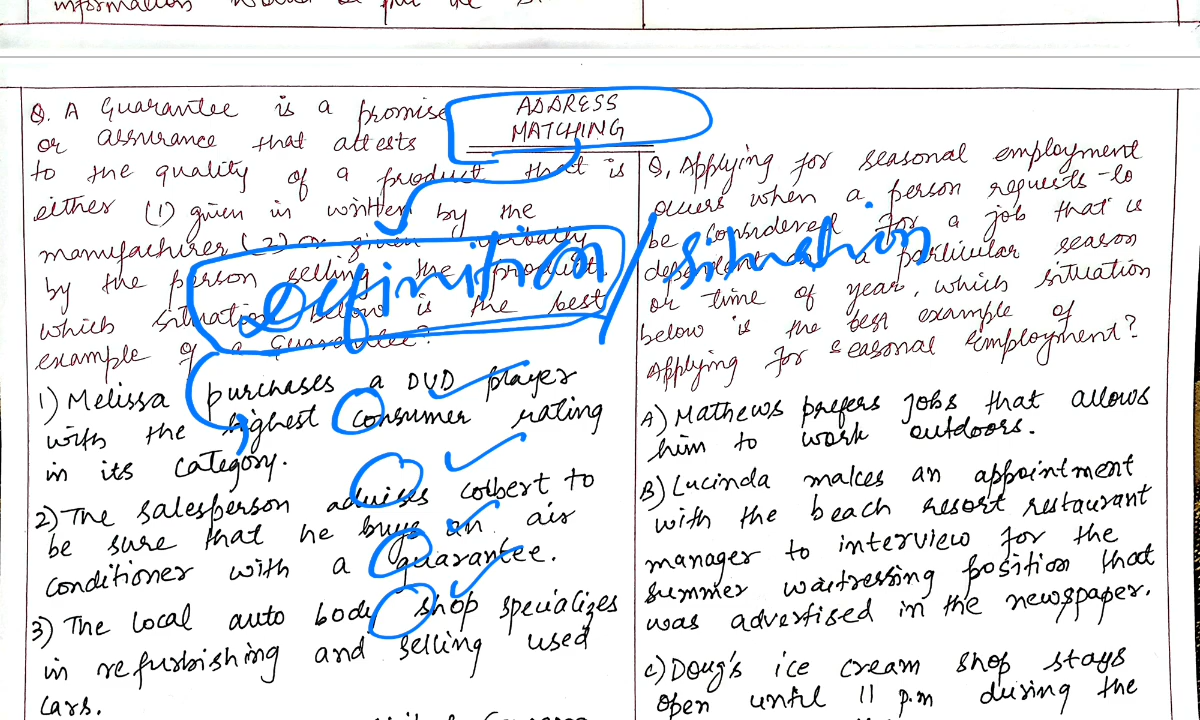 information
Q. A Guarantee is a promise
or assurance that attests
to the quality of a product that is
either (1) given in written by the
manufacturer (2) or given verbally
by the person selling the product.
which situation below is the best
example of a Guarantee?
1) Melissa purchases a DVD player
with the highest consumer rating
in its category.
2) The salesperson advises colbert to
be sure that he buys an air
conditioner with a guarantee.
3) The local auto body shop specializes
in refurbishing and selling used
cars.
ADDRESS
MATCHING
Definition / situation
Q. Applying for seasonal employment
occurs when a person requests to
be considered for a job that is
dependent on a particular season
or time of year, which situation
below is the best example of
Applying for seasonal employment?
A) Mathews prefers jobs that allows
him to work outdoors.
B) Lucinda makes an appointment
with the beach resort restaurant
manager to interview for the
summer waitressing position that
was advertised in the newspaper.
C) Doug's ice cream shop stays
open until 11 p.m during the